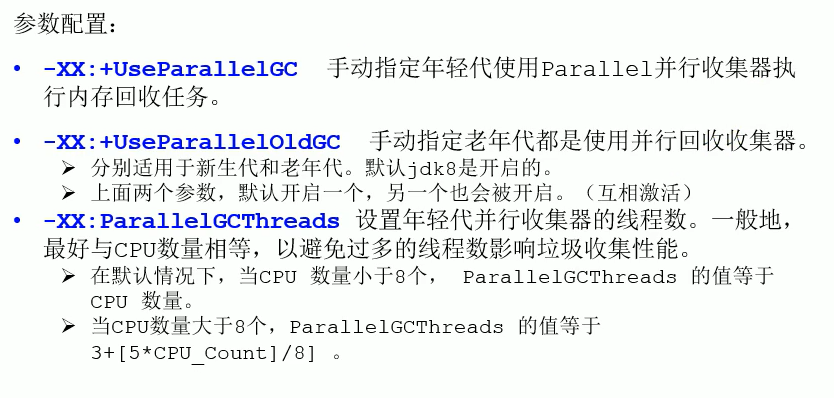 参数配置：
• -XX:+UseParallelGC 手动指定年轻代使用Parallel并行收集器执
行内存回收任务。
• -XX:+UseParallelOldGC 手动指定老年代都是使用并行回收收集器。
➢ 分别适用于新生代和老年代。默认jdk8是开启的。
➢ 上面两个参数，默认开启一个，另一个也会被开启。（互相激活）
• -XX:ParallelGCThreads 设置年轻代并行收集器的线程数。一般地，
最好与CPU数量相等，以避免过多的线程数影响垃圾收集性能。
➢ 在默认情况下，当CPU 数量小于8个， ParallelGCThreads 的值等于
CPU 数量。
➢ 当CPU数量大于8个，ParallelGCThreads 的值等于
3+[5*CPU_Count]/8] 。